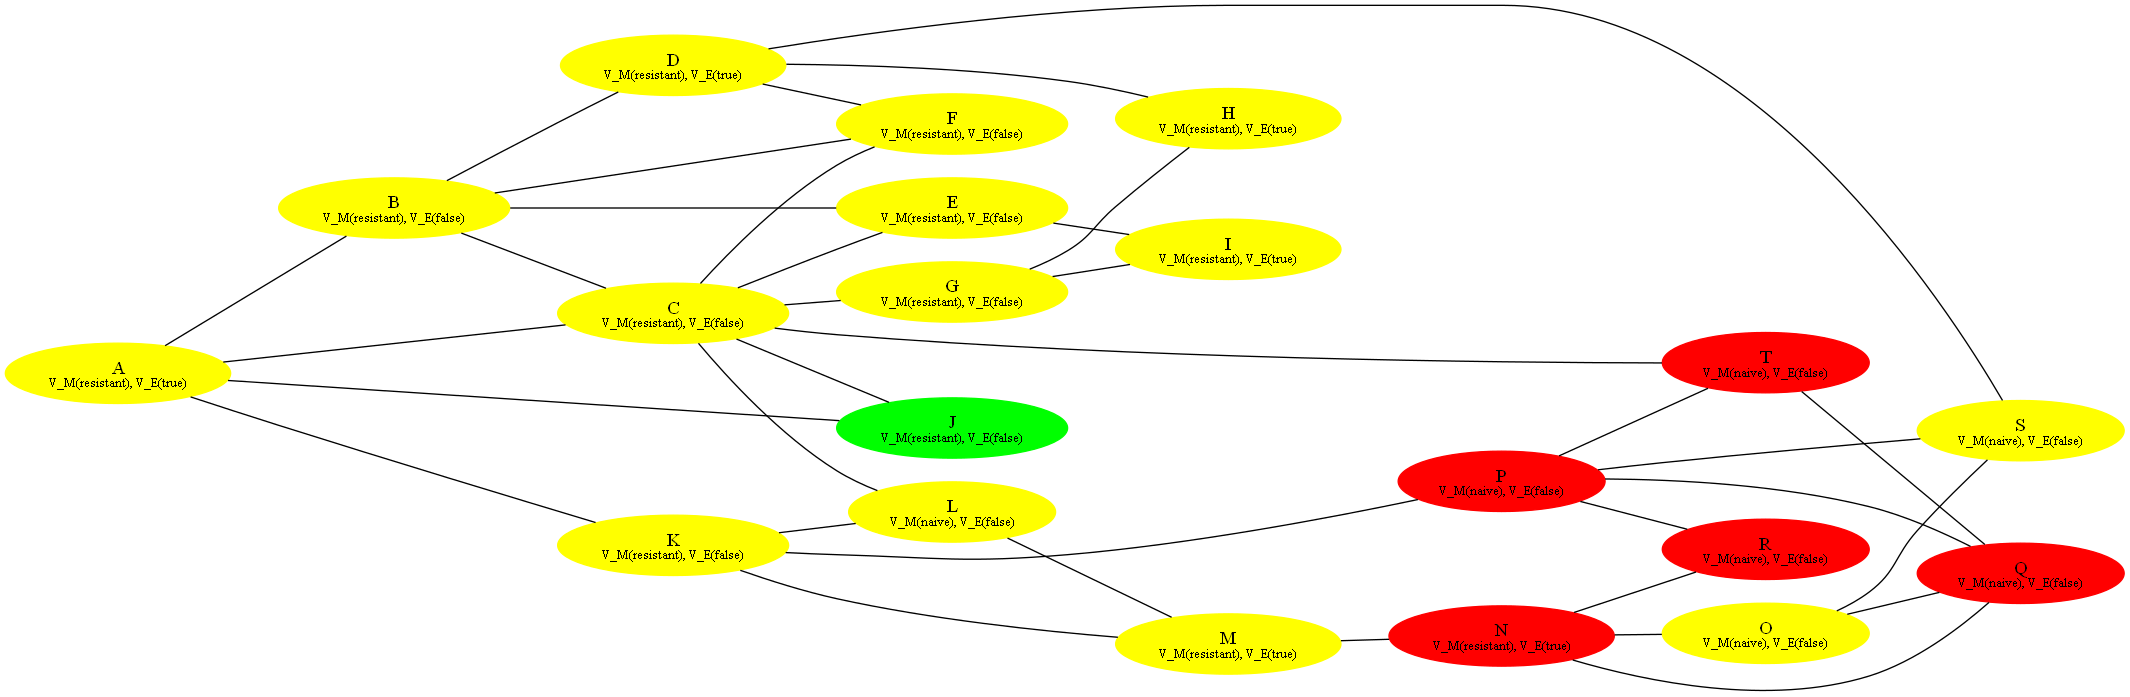 D
V_M(resistant), V_E(true)
F
V_M(resistant), V_E(false)
H
V_M(resistant), V_E(true)
B
V_M(resistant), V_E(false)
E
V_M(resistant), V_E(false)
I
V_M(resistant), V_E(true)
G
V_M(resistant), V_E(false)
C
V_M(resistant), V_E(false)
T
V_M(naive), V_E(false)
A
V_M(resistant), V_E(true)
J
V_M(resistant), V_E(false)
S
V_M(naive), V_E(false)
P
V_M(naive), V_E(false)
L
V_M(naive), V_E(false)
K
V_M(resistant), V_E(false)
R
V_M(naive), V_E(false)
Q
V_M(naive), V_E(false)
M
V_M(resistant), V_E(true)
N
V_M(resistant), V_E(true)
O
V_M(naive), V_E(false)